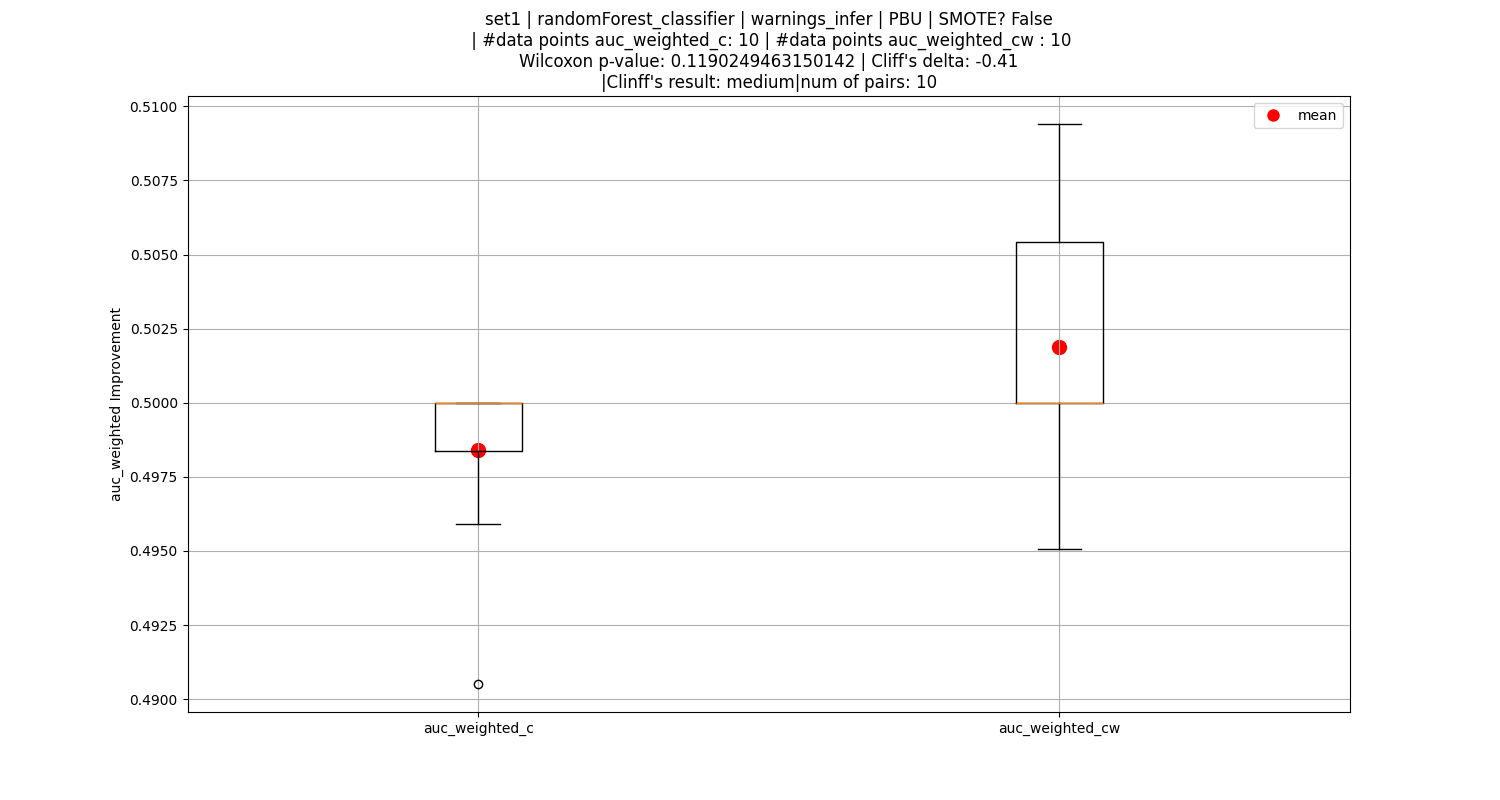 set1 | randomForest_classifier | warnings_infer | PBU | SMOTE? False
| #data points auc_weighted_c: 10 | #data points auc_weighted_cw : 10
Wilcoxon p-value: 0.1190249463150142 | Cliff's delta: -0.41
|Clinff's result: medium|num of pairs: 10
mean
auc_weighted Improvement
0.5100
0.5075
0.5050
0.5025
0.5000
0.4975
0.4950
0.4925
0.4900
auc_weighted_c
auc_weighted_cw